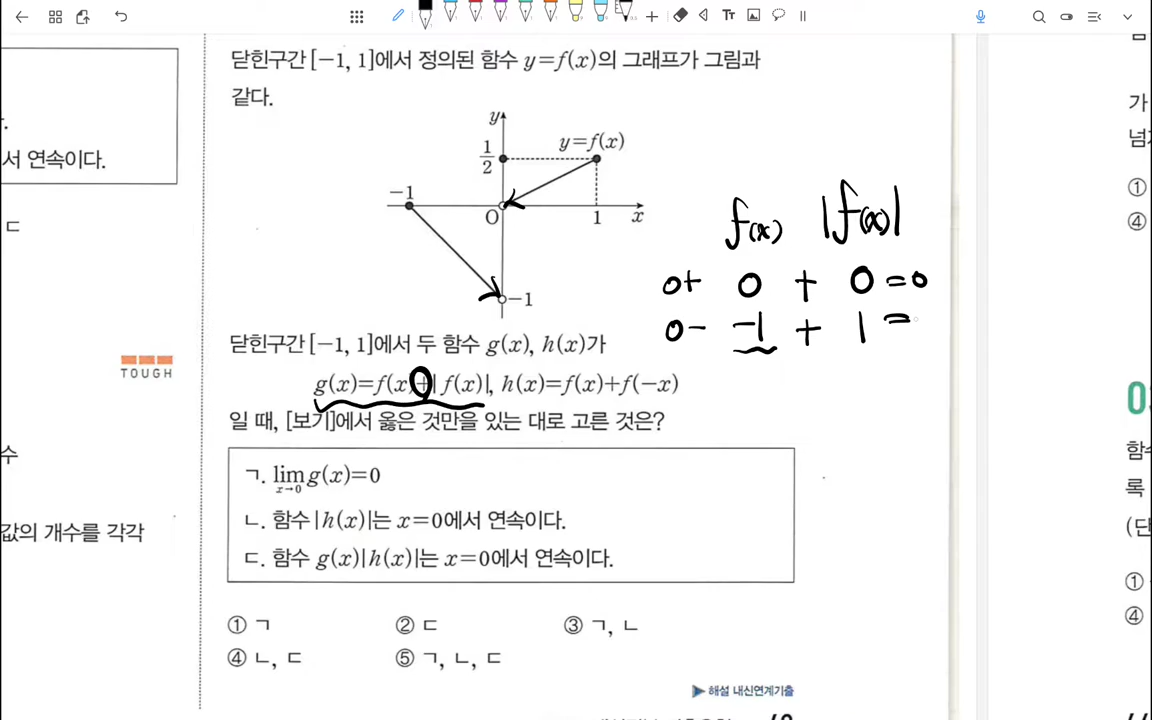 Tт
.
서 연속이다.
ㄷ
TOUGH
수
값의 개수를 각각
닫힌구간 [−1, 1]에서 정의된 함수 y=f(x)의 그래프가 그림과
같다.
y
1/2
y=f(x)
−1
O
1
x
−1
f(x) |f(x)|
0+ 0 + 0 = 0
0- -1 + 1 =
닫힌구간 [−1, 1]에서 두 함수 g(x), h(x)가
g(x)=f(x)+|f(x)|, h(x)=f(x)+f(−x)
일 때, [보기]에서 옳은 것만을 있는 대로 고른 것은?
ㄱ. lim x→0 g(x)=0
ㄴ. 함수 |h(x)|는 x=0에서 연속이다.
ㄷ. 함수 g(x)|h(x)|는 x=0에서 연속이다.
① ㄱ ② ㄷ ③ ㄱ, ㄴ
④ ㄴ, ㄷ ⑤ ㄱ, ㄴ, ㄷ
▶ 해설 내신연계기출
가
넘
①
④
0
함
록
(단
①
④